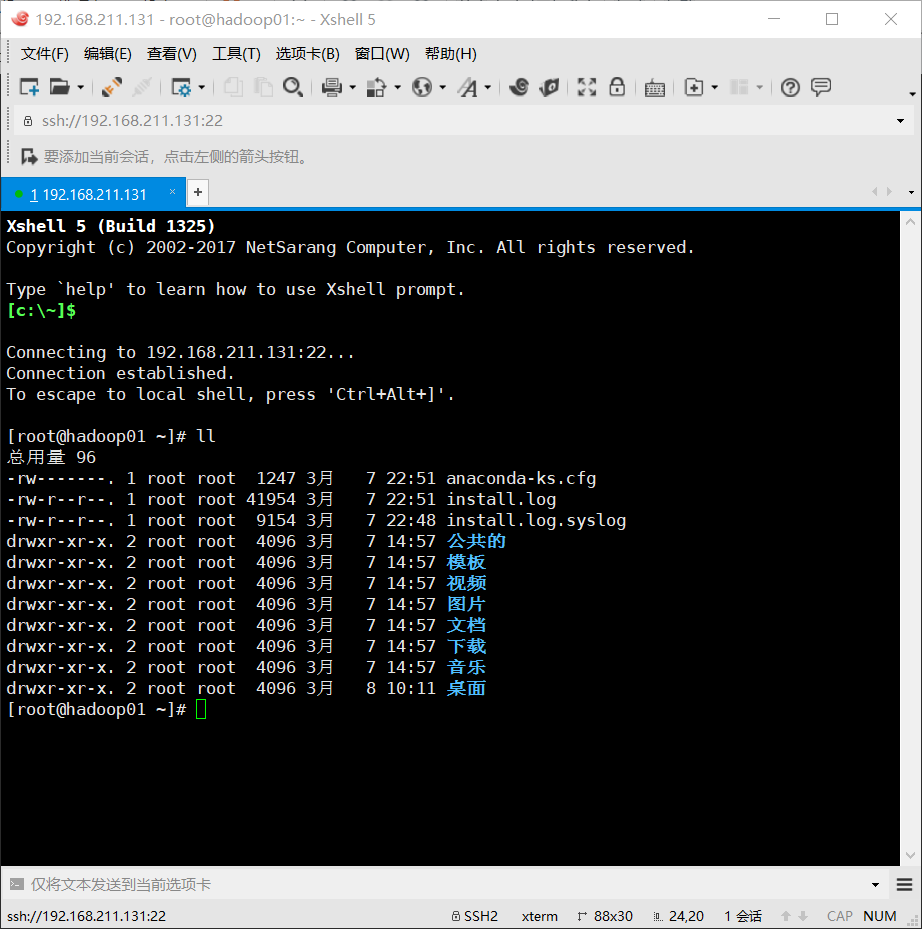 192.168.211.131 - root@hadoop01:~ - Xshell 5
文件(F) 编辑(E) 查看(V) 工具(T) 选项卡(B) 窗口(W) 帮助(H)
ssh://192.168.211.131:22
要添加当前会话，点击左侧的箭头按钮。
1 192.168.211.131 × +
Xshell 5 (Build 1325)
Copyright (c) 2002-2017 NetSarang Computer, Inc. All rights reserved.
Type `help' to learn how to use Xshell prompt.
[c:\~]$
Connecting to 192.168.211.131:22...
Connection established.
To escape to local shell, press 'Ctrl+Alt+]'.
[root@hadoop01 ~]# ll
总用量 96
-rw-------. 1 root root  1247 3月   7 22:51 anaconda-ks.cfg
-rw-r--r--. 1 root root 41954 3月   7 22:51 install.log
-rw-r--r--. 1 root root  9154 3月   7 22:48 install.log.syslog
drwxr-xr-x. 2 root root  4096 3月   7 14:57 公共的
drwxr-xr-x. 2 root root  4096 3月   7 14:57 模板
drwxr-xr-x. 2 root root  4096 3月   7 14:57 视频
drwxr-xr-x. 2 root root  4096 3月   7 14:57 图片
drwxr-xr-x. 2 root root  4096 3月   7 14:57 文档
drwxr-xr-x. 2 root root  4096 3月   7 14:57 下载
drwxr-xr-x. 2 root root  4096 3月   7 14:57 音乐
drwxr-xr-x. 2 root root  4096 3月   8 10:11 桌面
[root@hadoop01 ~]#
仅将文本发送到当前选项卡
ssh://192.168.211.131:22 SSH2 xterm 88x30 24,20 1 会话 CAP NUM